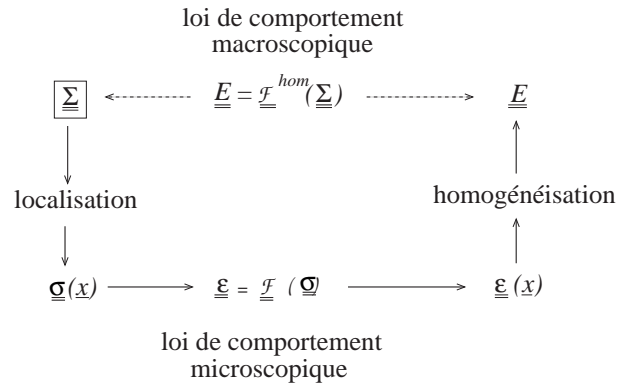 loi de comportement
macroscopique
Σ E = ℱ^hom (Σ) E
localisation homogénéisation
σ(x) ε = ℱ (σ) ε(x)
loi de comportement
microscopique